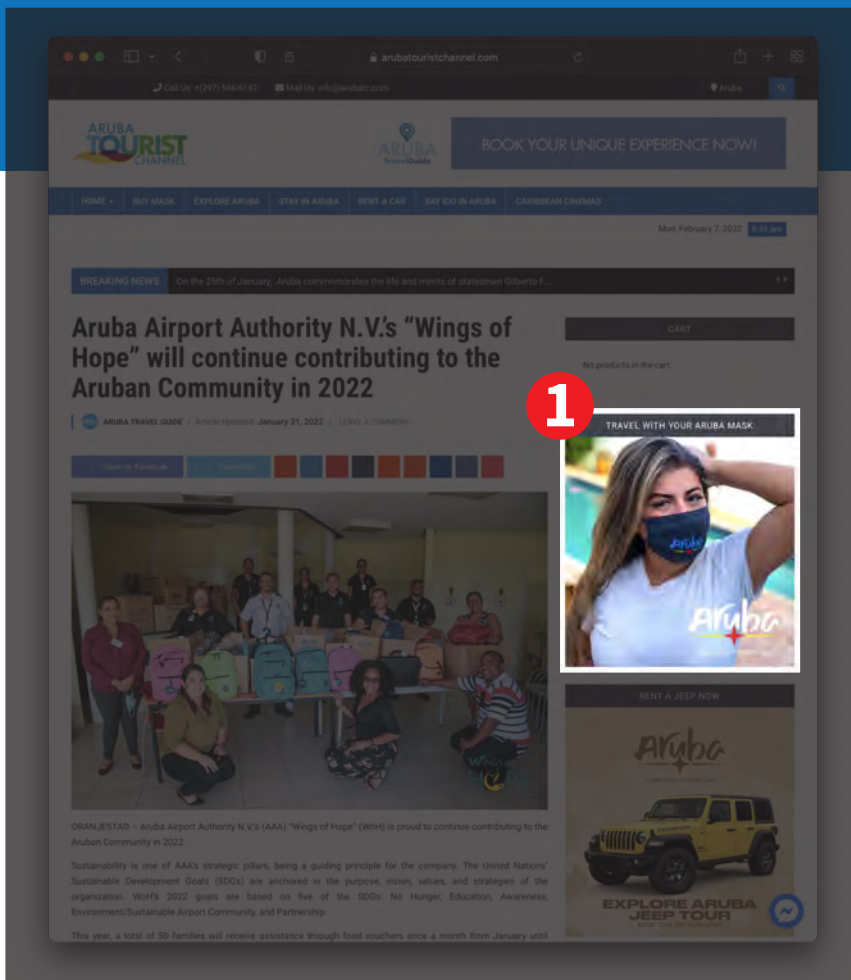 arubatouristchannel.com
Call Us: +(297) 566-6192 Mail Us: info@arubatc.com Aruba
ARUBA
TOURIST
CHANNEL
ARUBA
TravelGuide
BOOK YOUR UNIQUE EXPERIENCE NOW!
HOME BUY MASK EXPLORE ARUBA STAY IN ARUBA RENT A CAR SAY IDO IN ARUBA CARIBBEAN CINEMAS
Mon, February 7, 2022 8:41 am
BREAKING NEWS On the 25th of January, Aruba commemorates the life and merits of statesman Gilberto F...
Aruba Airport Authority N.V.'s “Wings of
Hope” will continue contributing to the
Aruban Community in 2022
ARUBA TRAVEL GUIDE | Article Updated: January 31, 2022 | LEAVE A COMMENT
Share on Facebook
WINGS
HOPE
ORANJESTAD – Aruba Airport Authority N.V.'s (AAA) “Wings of Hope” (WoH) is proud to continue contributing to the
Aruban Community in 2022.
Sustainability is one of AAA's strategic pillars, being a guiding principle for the company. The United Nations'
Sustainable Development Goals (SDGs) are anchored in the purpose, vision, values, and strategies of the
organization. WoH's 2022 goals are based on five of the SDGs: No Hunger, Education, Awareness,
Environment/Sustainable Airport Community, and Partnership.
This year, a total of 50 families will receive assistance through food vouchers once a month from January until
CART
No products in the cart.
1
TRAVEL WITH YOUR ARUBA MASK
Aruba
Aruba
RENT A JEEP NOW
Aruba
EXPLORE ARUBA
JEEP TOUR